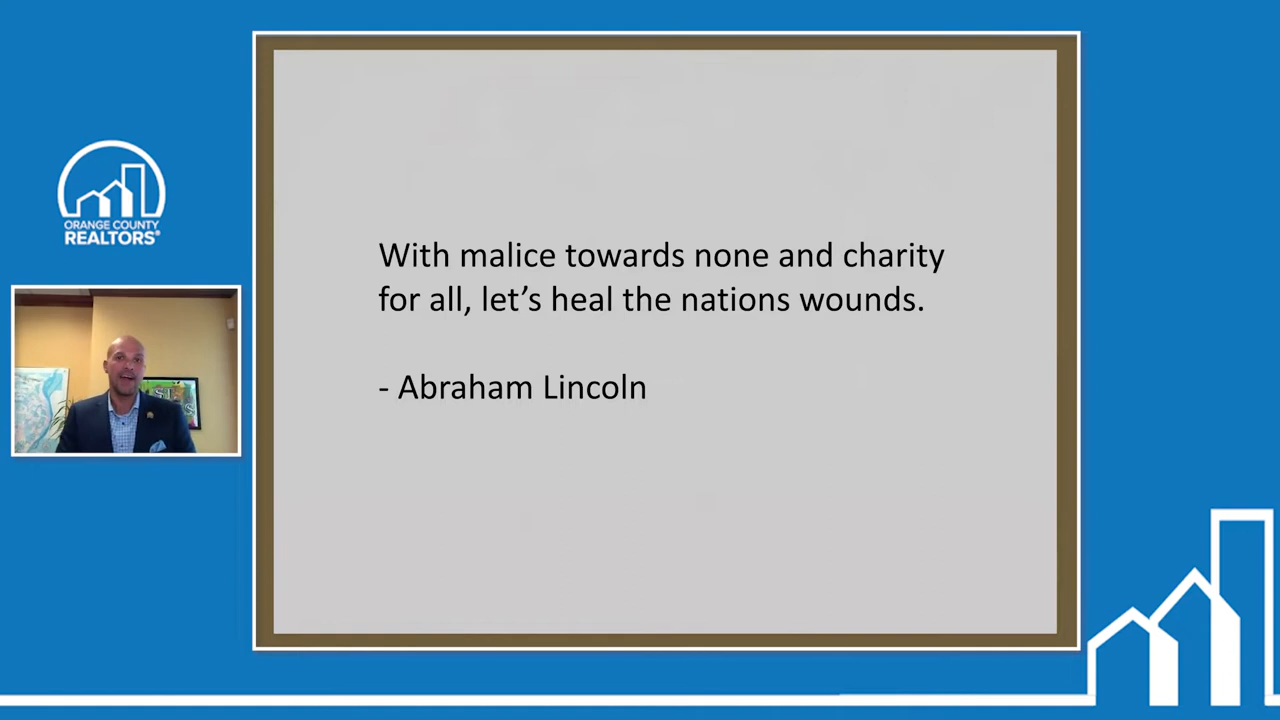 ORANGE COUNTY
REALTORS®
With malice towards none and charity
for all, let’s heal the nations wounds.
- Abraham Lincoln